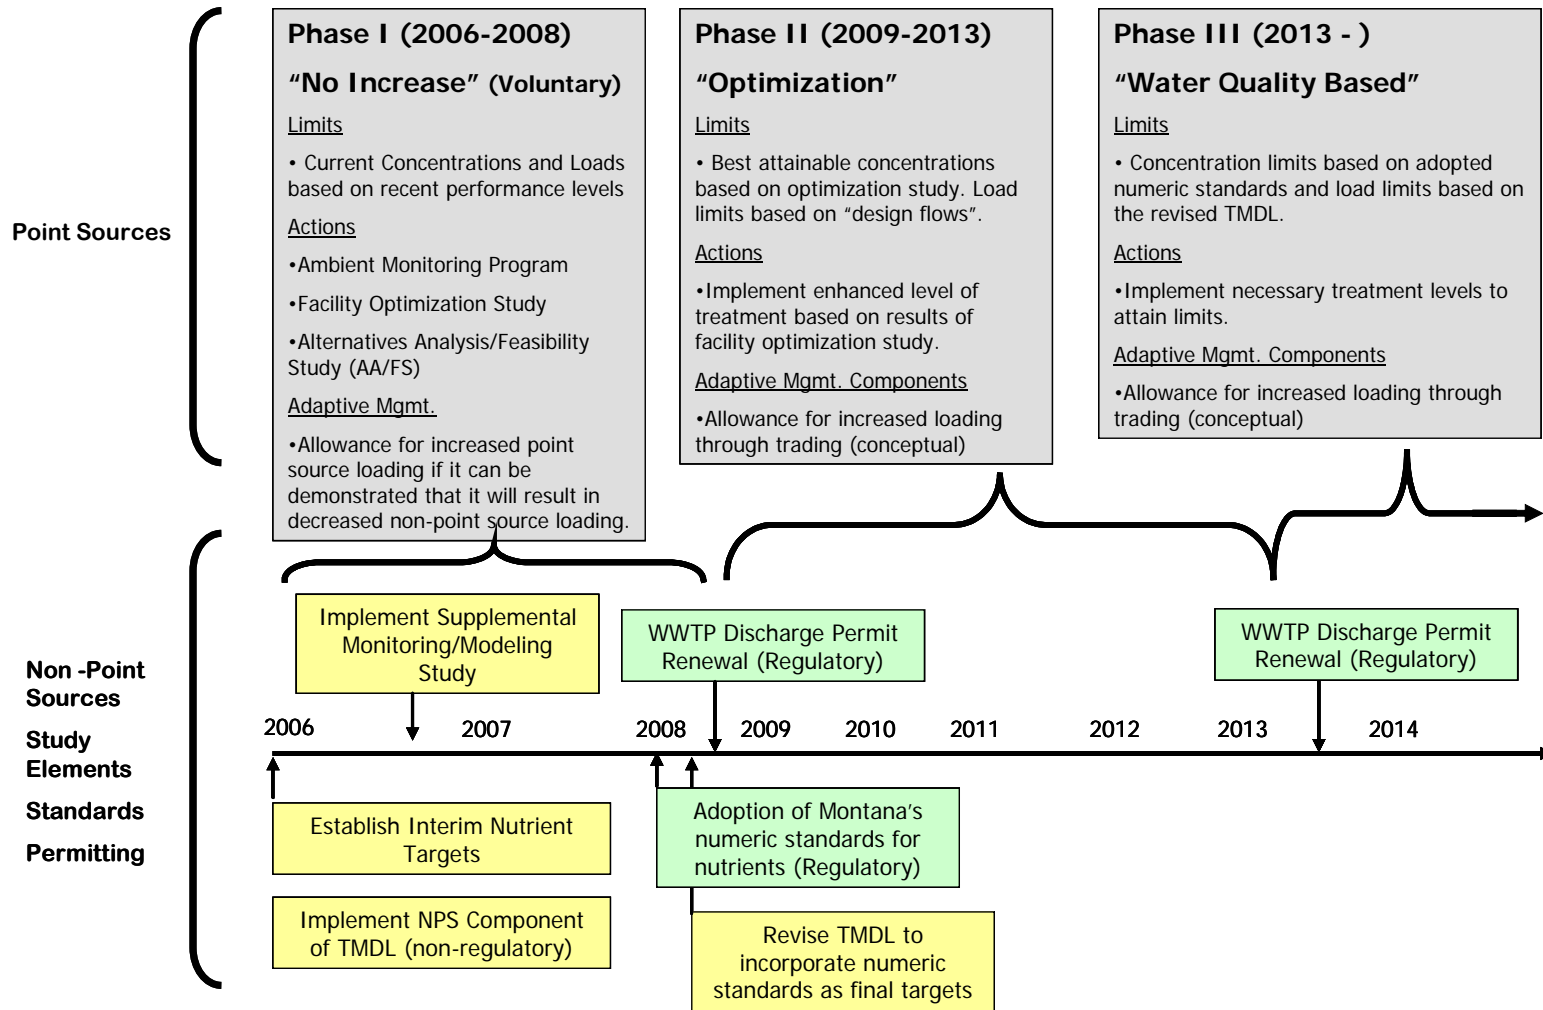 Point Sources
Phase I (2006-2008)
“No Increase” (Voluntary)
Limits
• Current Concentrations and Loads
based on recent performance levels
Actions
•Ambient Monitoring Program
•Facility Optimization Study
•Alternatives Analysis/Feasibility
Study (AA/FS)
Adaptive Mgmt.
•Allowance for increased point
source loading if it can be
demonstrated that it will result in
decreased non-point source loading.
Phase II (2009-2013)
“Optimization”
Limits
• Best attainable concentrations
based on optimization study. Load
limits based on “design flows”.
Actions
•Implement enhanced level of
treatment based on results of
facility optimization study.
Adaptive Mgmt. Components
•Allowance for increased loading
through trading (conceptual)
Phase III (2013 - )
“Water Quality Based”
Limits
• Concentration limits based on adopted
numeric standards and load limits based on
the revised TMDL.
Actions
•Implement necessary treatment levels to
attain limits.
Adaptive Mgmt. Components
•Allowance for increased loading through
trading (conceptual)
Non -Point
Sources
Study
Elements
Standards
Permitting
Implement Supplemental
Monitoring/Modeling
Study
WWTP Discharge Permit
Renewal (Regulatory)
WWTP Discharge Permit
Renewal (Regulatory)
2006 2007 2008 2009 2010 2011 2012 2013 2014
Establish Interim Nutrient
Targets
Implement NPS Component
of TMDL (non-regulatory)
Adoption of Montana’s
numeric standards for
nutrients (Regulatory)
Revise TMDL to
incorporate numeric
standards as final targets